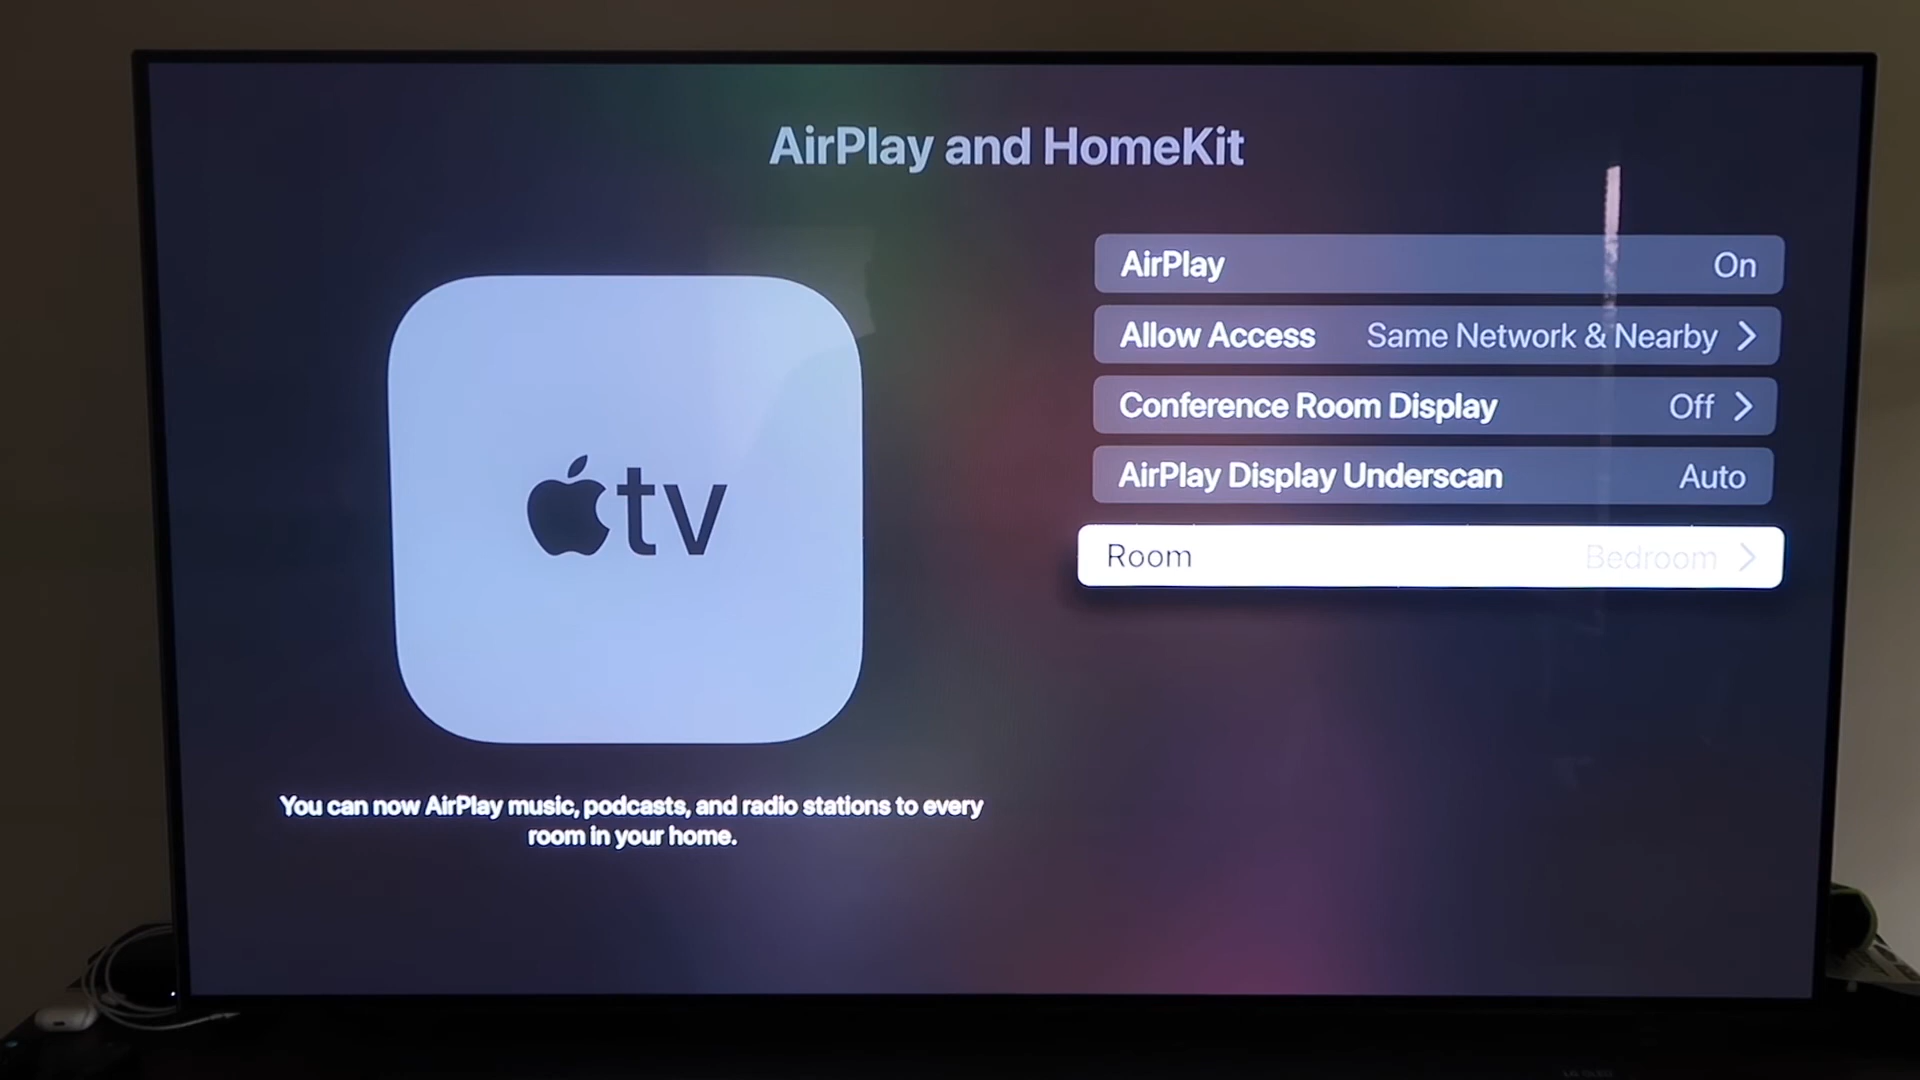 AirPlay and HomeKit
AirPlay On
Allow Access Same Network & Nearby
Conference Room Display Off
AirPlay Display Underscan Auto
Room Bedroom
tv
You can now AirPlay music, podcasts, and radio stations to every
room in your home.